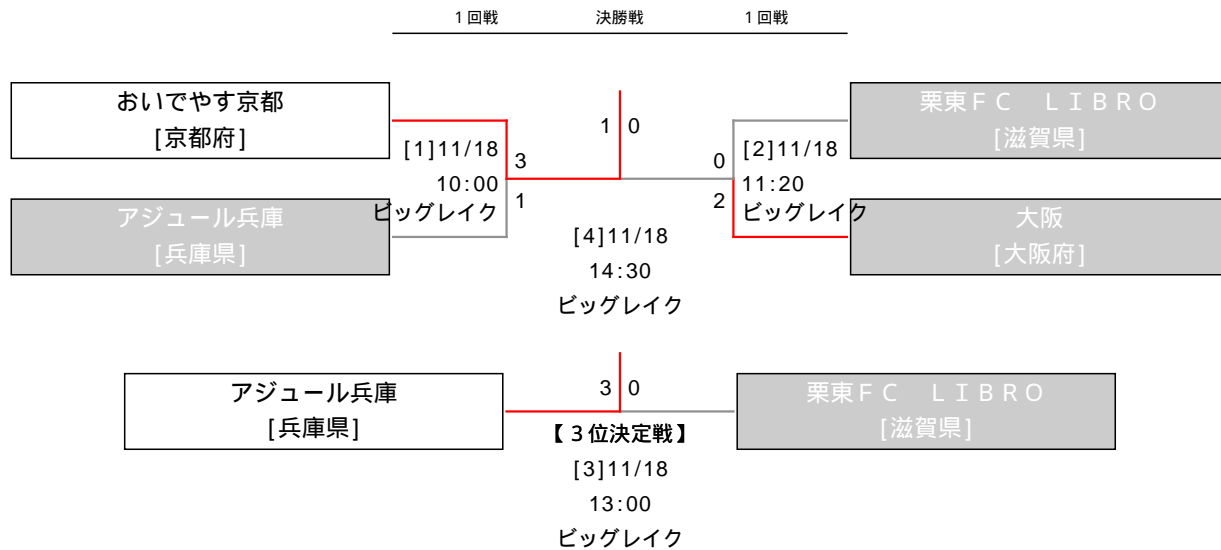 １回戦 決勝戦 １回戦
おいでやす京都
[京都府]
アジュール兵庫
[兵庫県]
[1]11/18
10:00
ビッグレイク
3
1
1 0
[4]11/18
14:30
ビッグレイク
0
2
[2]11/18
11:20
ビッグレイク
栗東ＦＣ　ＬＩＢＲＯ
[滋賀県]
大阪
[大阪府]
アジュール兵庫
[兵庫県]
3 0
【３位決定戦】
[3]11/18
13:00
ビッグレイク
栗東ＦＣ　ＬＩＢＲＯ
[滋賀県]